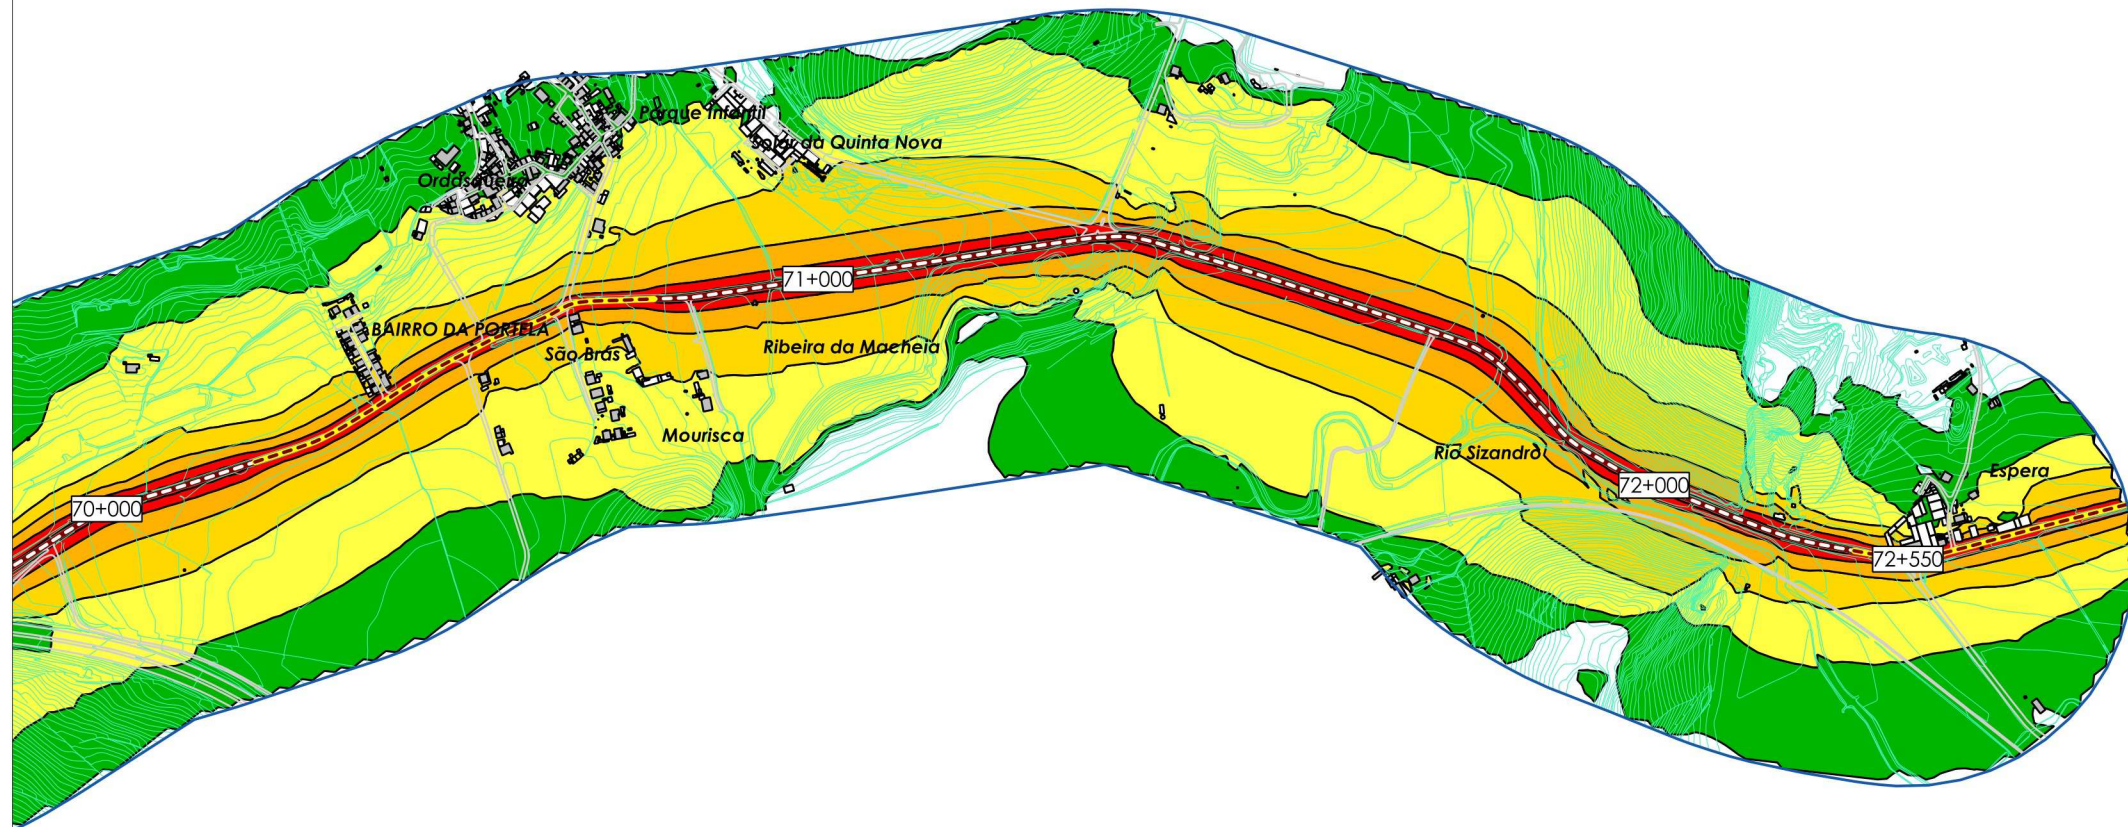 Parque Infantil
Solar da Quinta Nova
Ordasqueira
71+000
BAIRRO DA PORTELA
São Brás
Ribeira da Macheia
Mourisca
Rio Sizandro
Espera
70+000
72+000
72+550